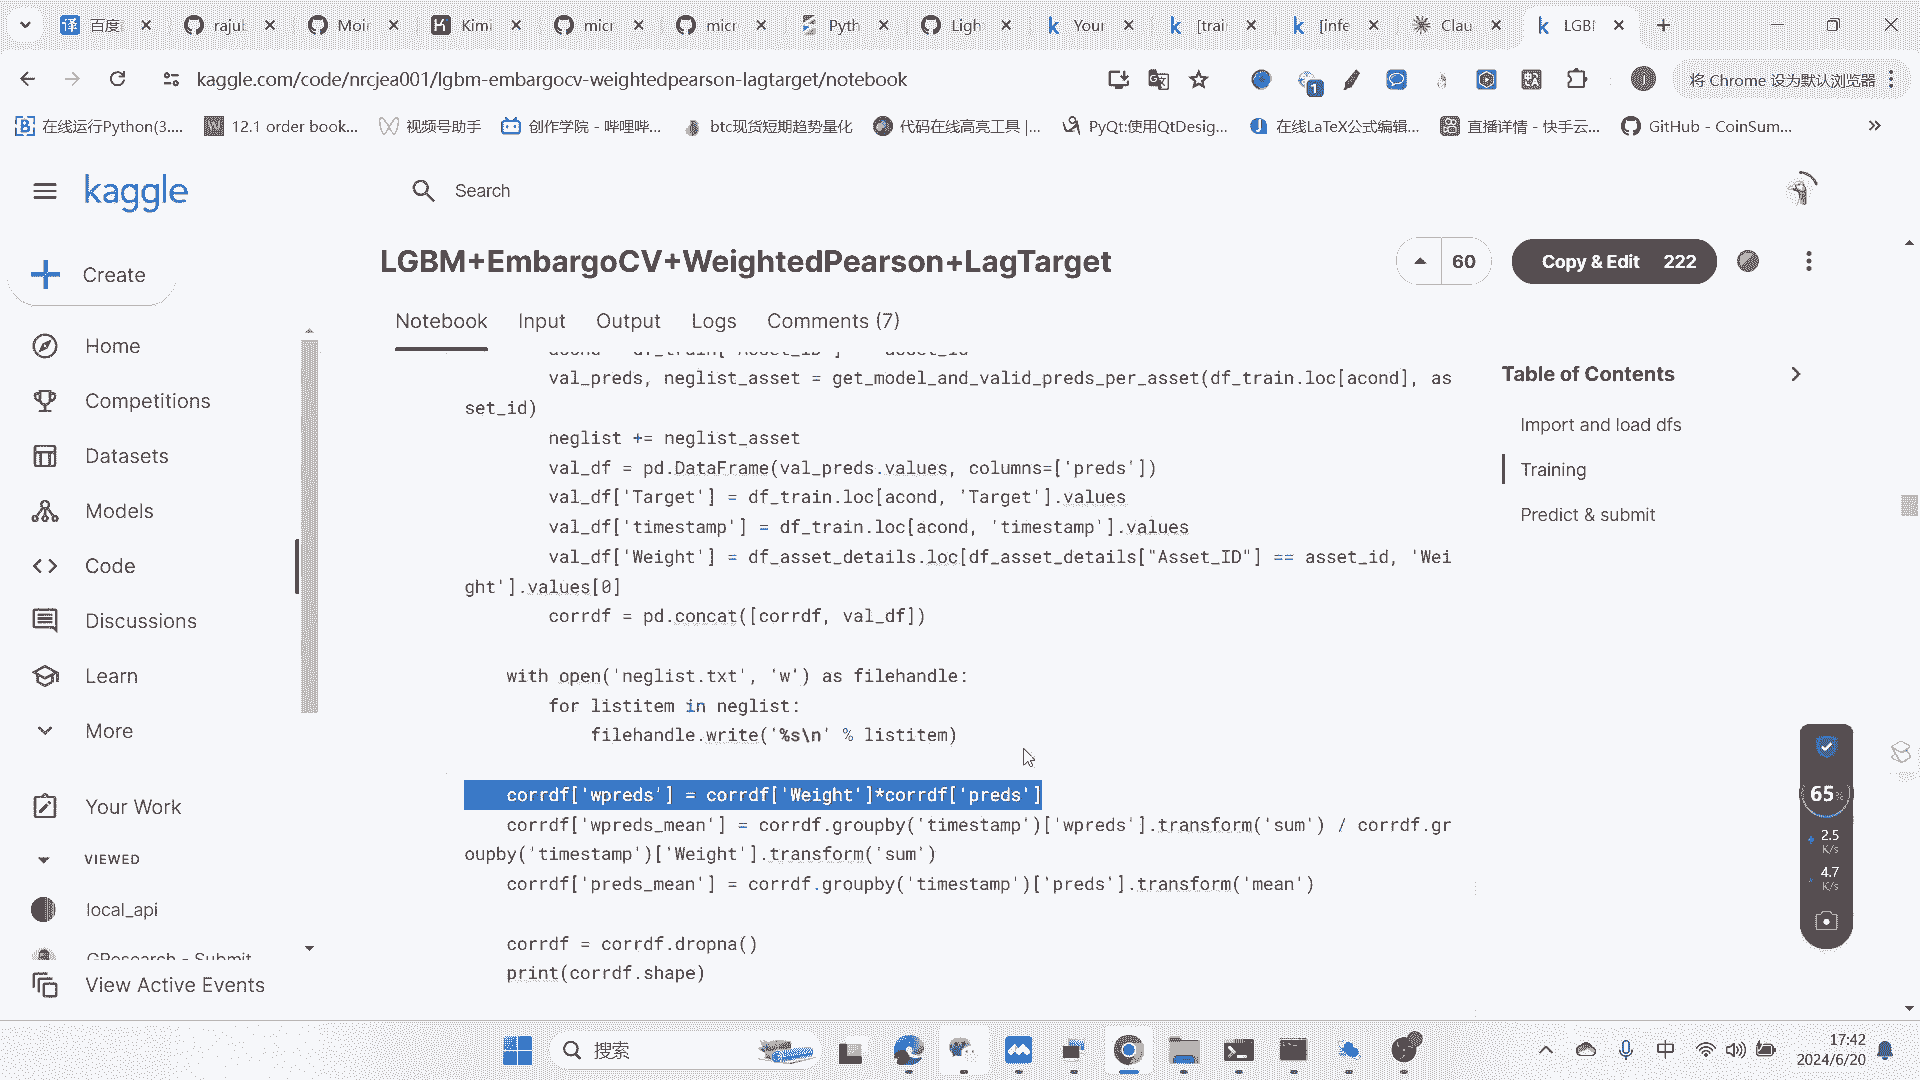 百度
rajub
Moir
Kimi
micr
micr
Pyth
Ligh
Your
[trai
[infe
Clau
LGBI
kaggle.com/code/nrcjea001/lgbm-embargocv-weightedpearson-lagtarget/notebook
将 Chrome 设为默认浏览器
在线运行Python(3....
12.1 order book...
视频号助手
创作学院 - 哔哩哔...
btc现货短期趋势量化
代码在线高亮工具 |...
PyQt:使用QtDesig...
在线LaTeX公式编辑...
直播详情 - 快手云...
GitHub - CoinSum...
kaggle
Search
Create
LGBM+EmbargoCV+WeightedPearson+LagTarget
60
Copy & Edit 222
Notebook Input Output Logs Comments (7)
Home
Competitions
Datasets
Models
Code
Discussions
Learn
More
Your Work
VIEWED
local_api
GResearch - Submit
View Active Events
acond = df_train['Asset_ID'] == asset_id
val_preds, neglist_asset = get_model_and_valid_preds_per_asset(df_train.loc[acond], as
set_id)
neglist += neglist_asset
val_df = pd.DataFrame(val_preds.values, columns=['preds'])
val_df['Target'] = df_train.loc[acond, 'Target'].values
val_df['timestamp'] = df_train.loc[acond, 'timestamp'].values
val_df['Weight'] = df_asset_details.loc[df_asset_details["Asset_ID"] == asset_id, 'Wei
ght'].values[0]
corrdf = pd.concat([corrdf, val_df])
with open('neglist.txt', 'w') as filehandle:
for listitem in neglist:
filehandle.write('%s\n' % listitem)
corrdf['wpreds'] = corrdf['Weight']*corrdf['preds']
corrdf['wpreds_mean'] = corrdf.groupby('timestamp')['wpreds'].transform('sum') / corrdf.gr
oupby('timestamp')['Weight'].transform('sum')
corrdf['preds_mean'] = corrdf.groupby('timestamp')['preds'].transform('mean')
corrdf = corrdf.dropna()
print(corrdf.shape)
Table of Contents
Import and load dfs
Training
Predict & submit
65%
2.5
K/s
4.7
K/s
搜索
中
17:42
2024/6/20